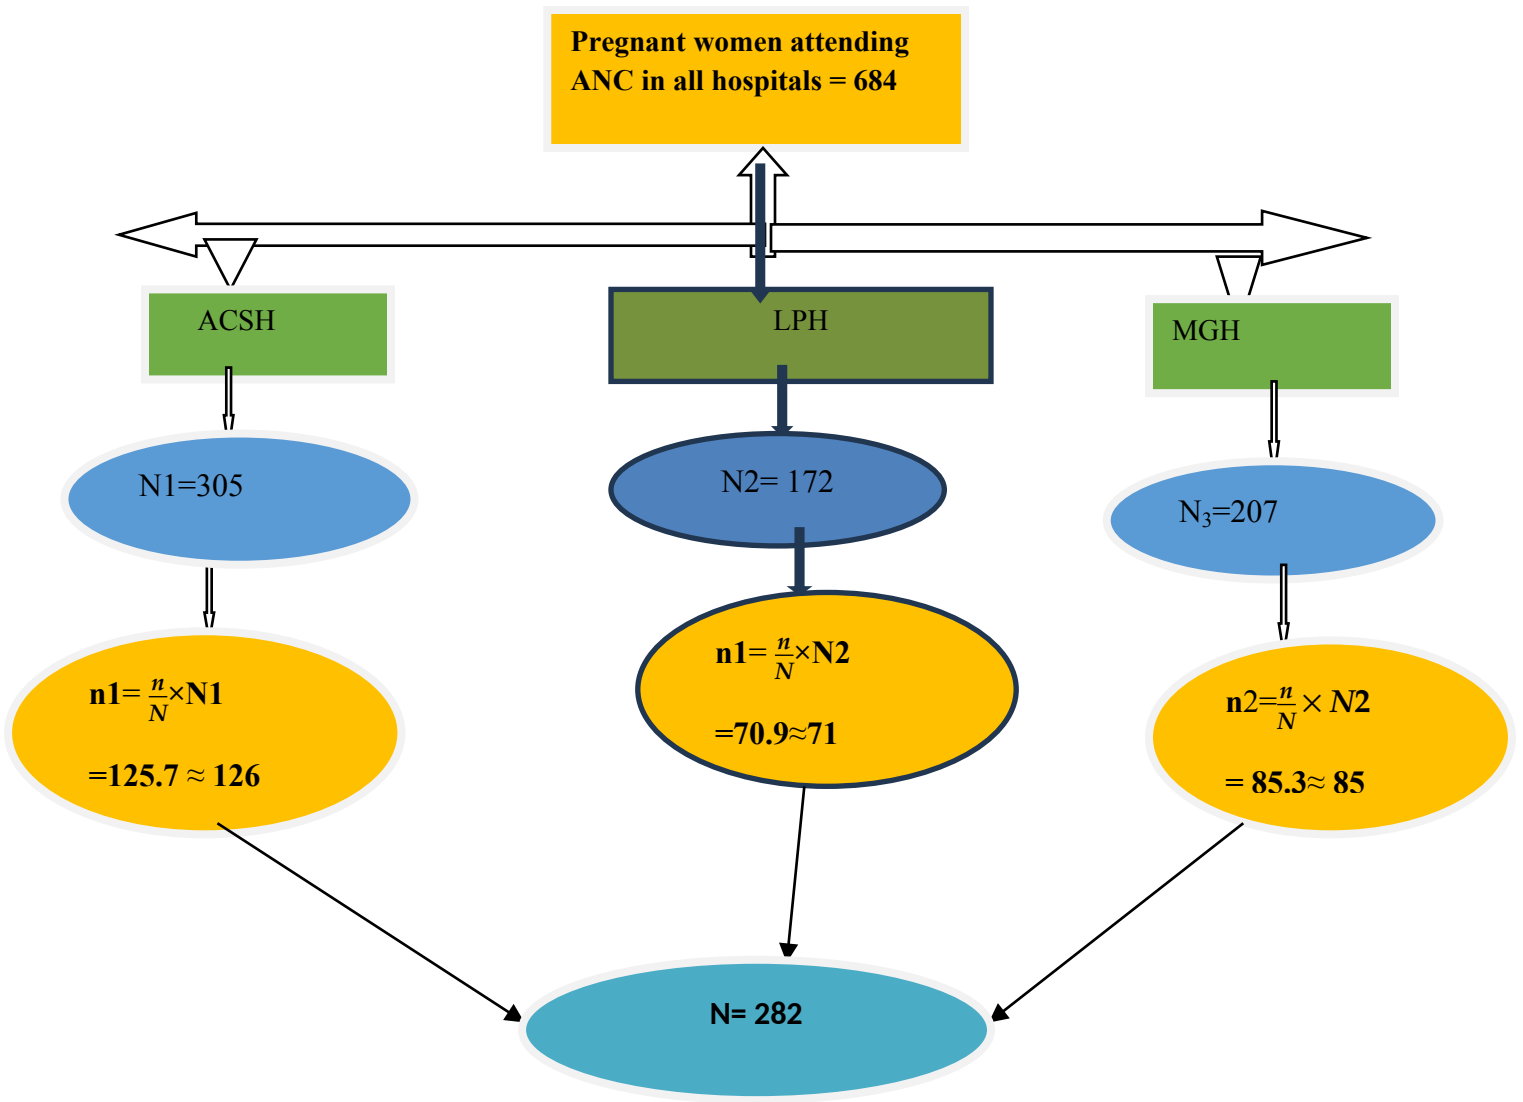 Pregnant women attending
ANC in all hospitals = 684
ACSH
LPH
MGH
N1=305
N2= 172
N₃=207
n1= n/N ×N1
=125.7 ≈ 126
n1= n/N ×N2
=70.9≈71
n2= n/N × N2
= 85.3≈ 85
N= 282